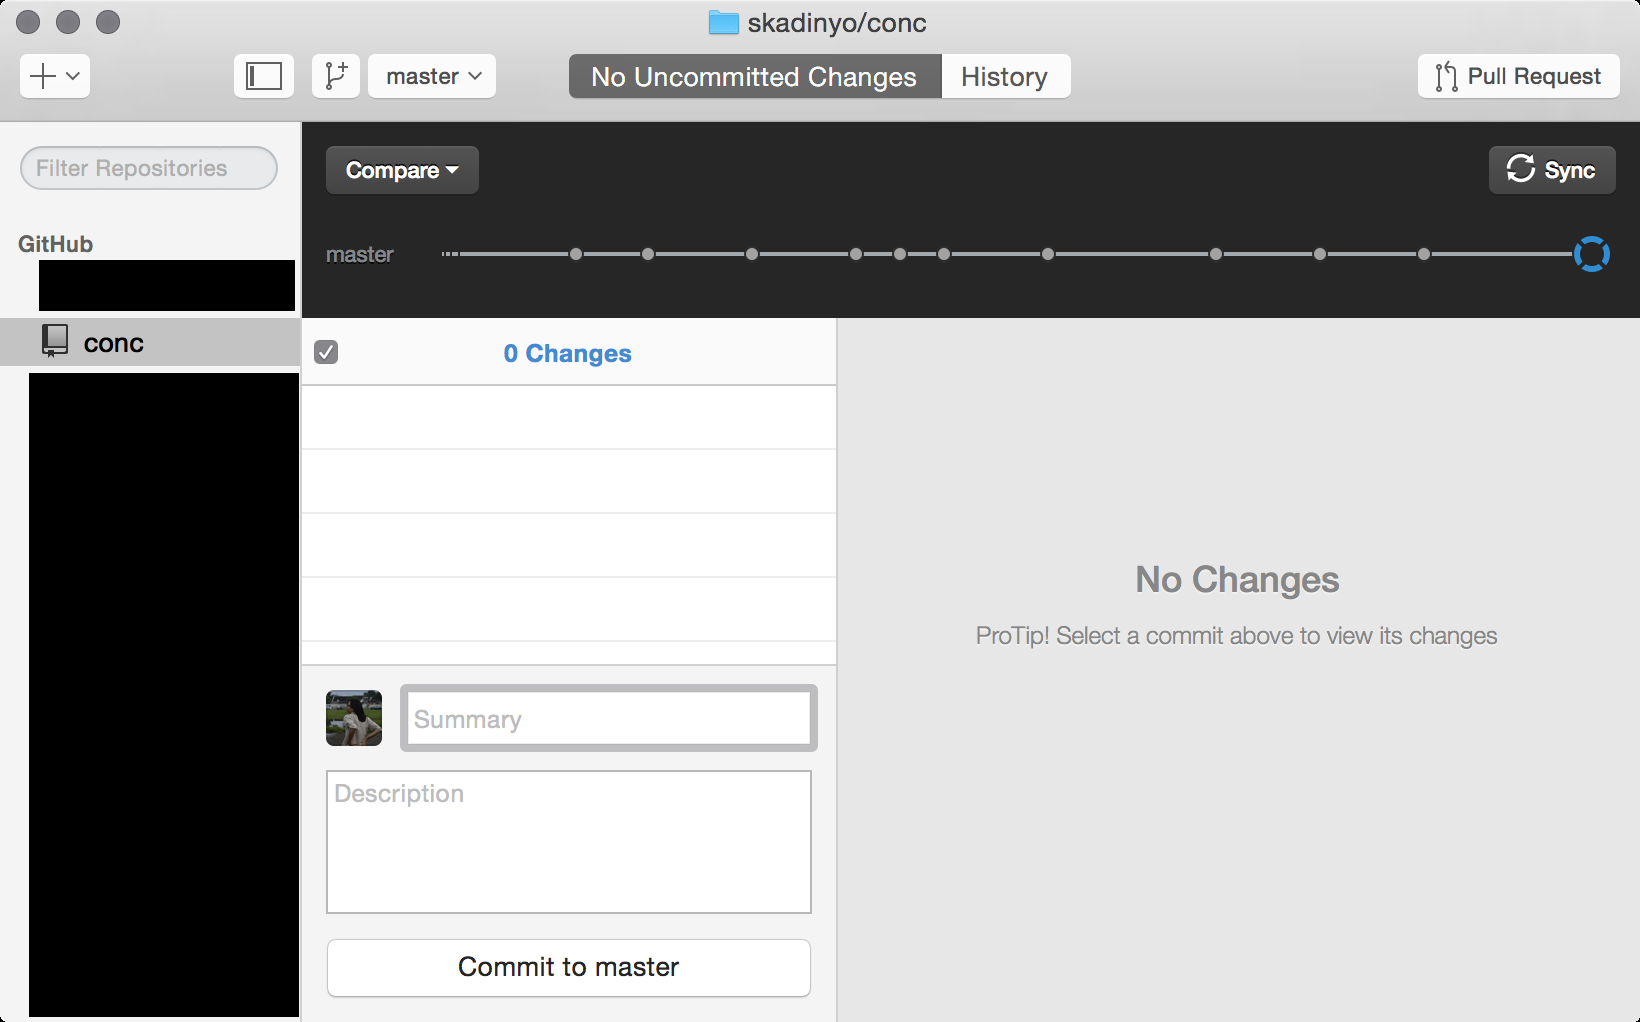 skadinyo/conc
master
No Uncommitted Changes
History
Pull Request
Filter Repositories
Compare
Sync
GitHub
master
conc
0 Changes
No Changes
ProTip! Select a commit above to view its changes
Summary
Description
Commit to master